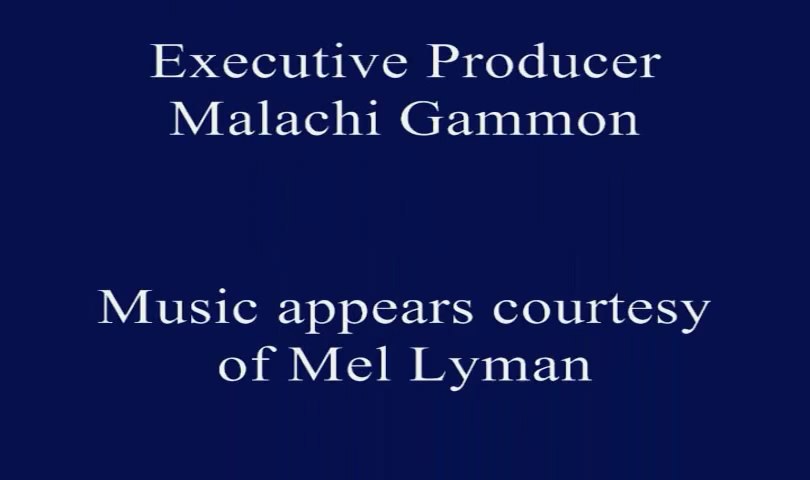 Executive Producer
Malachi Gammon
Music appears courtesy
of Mel Lyman